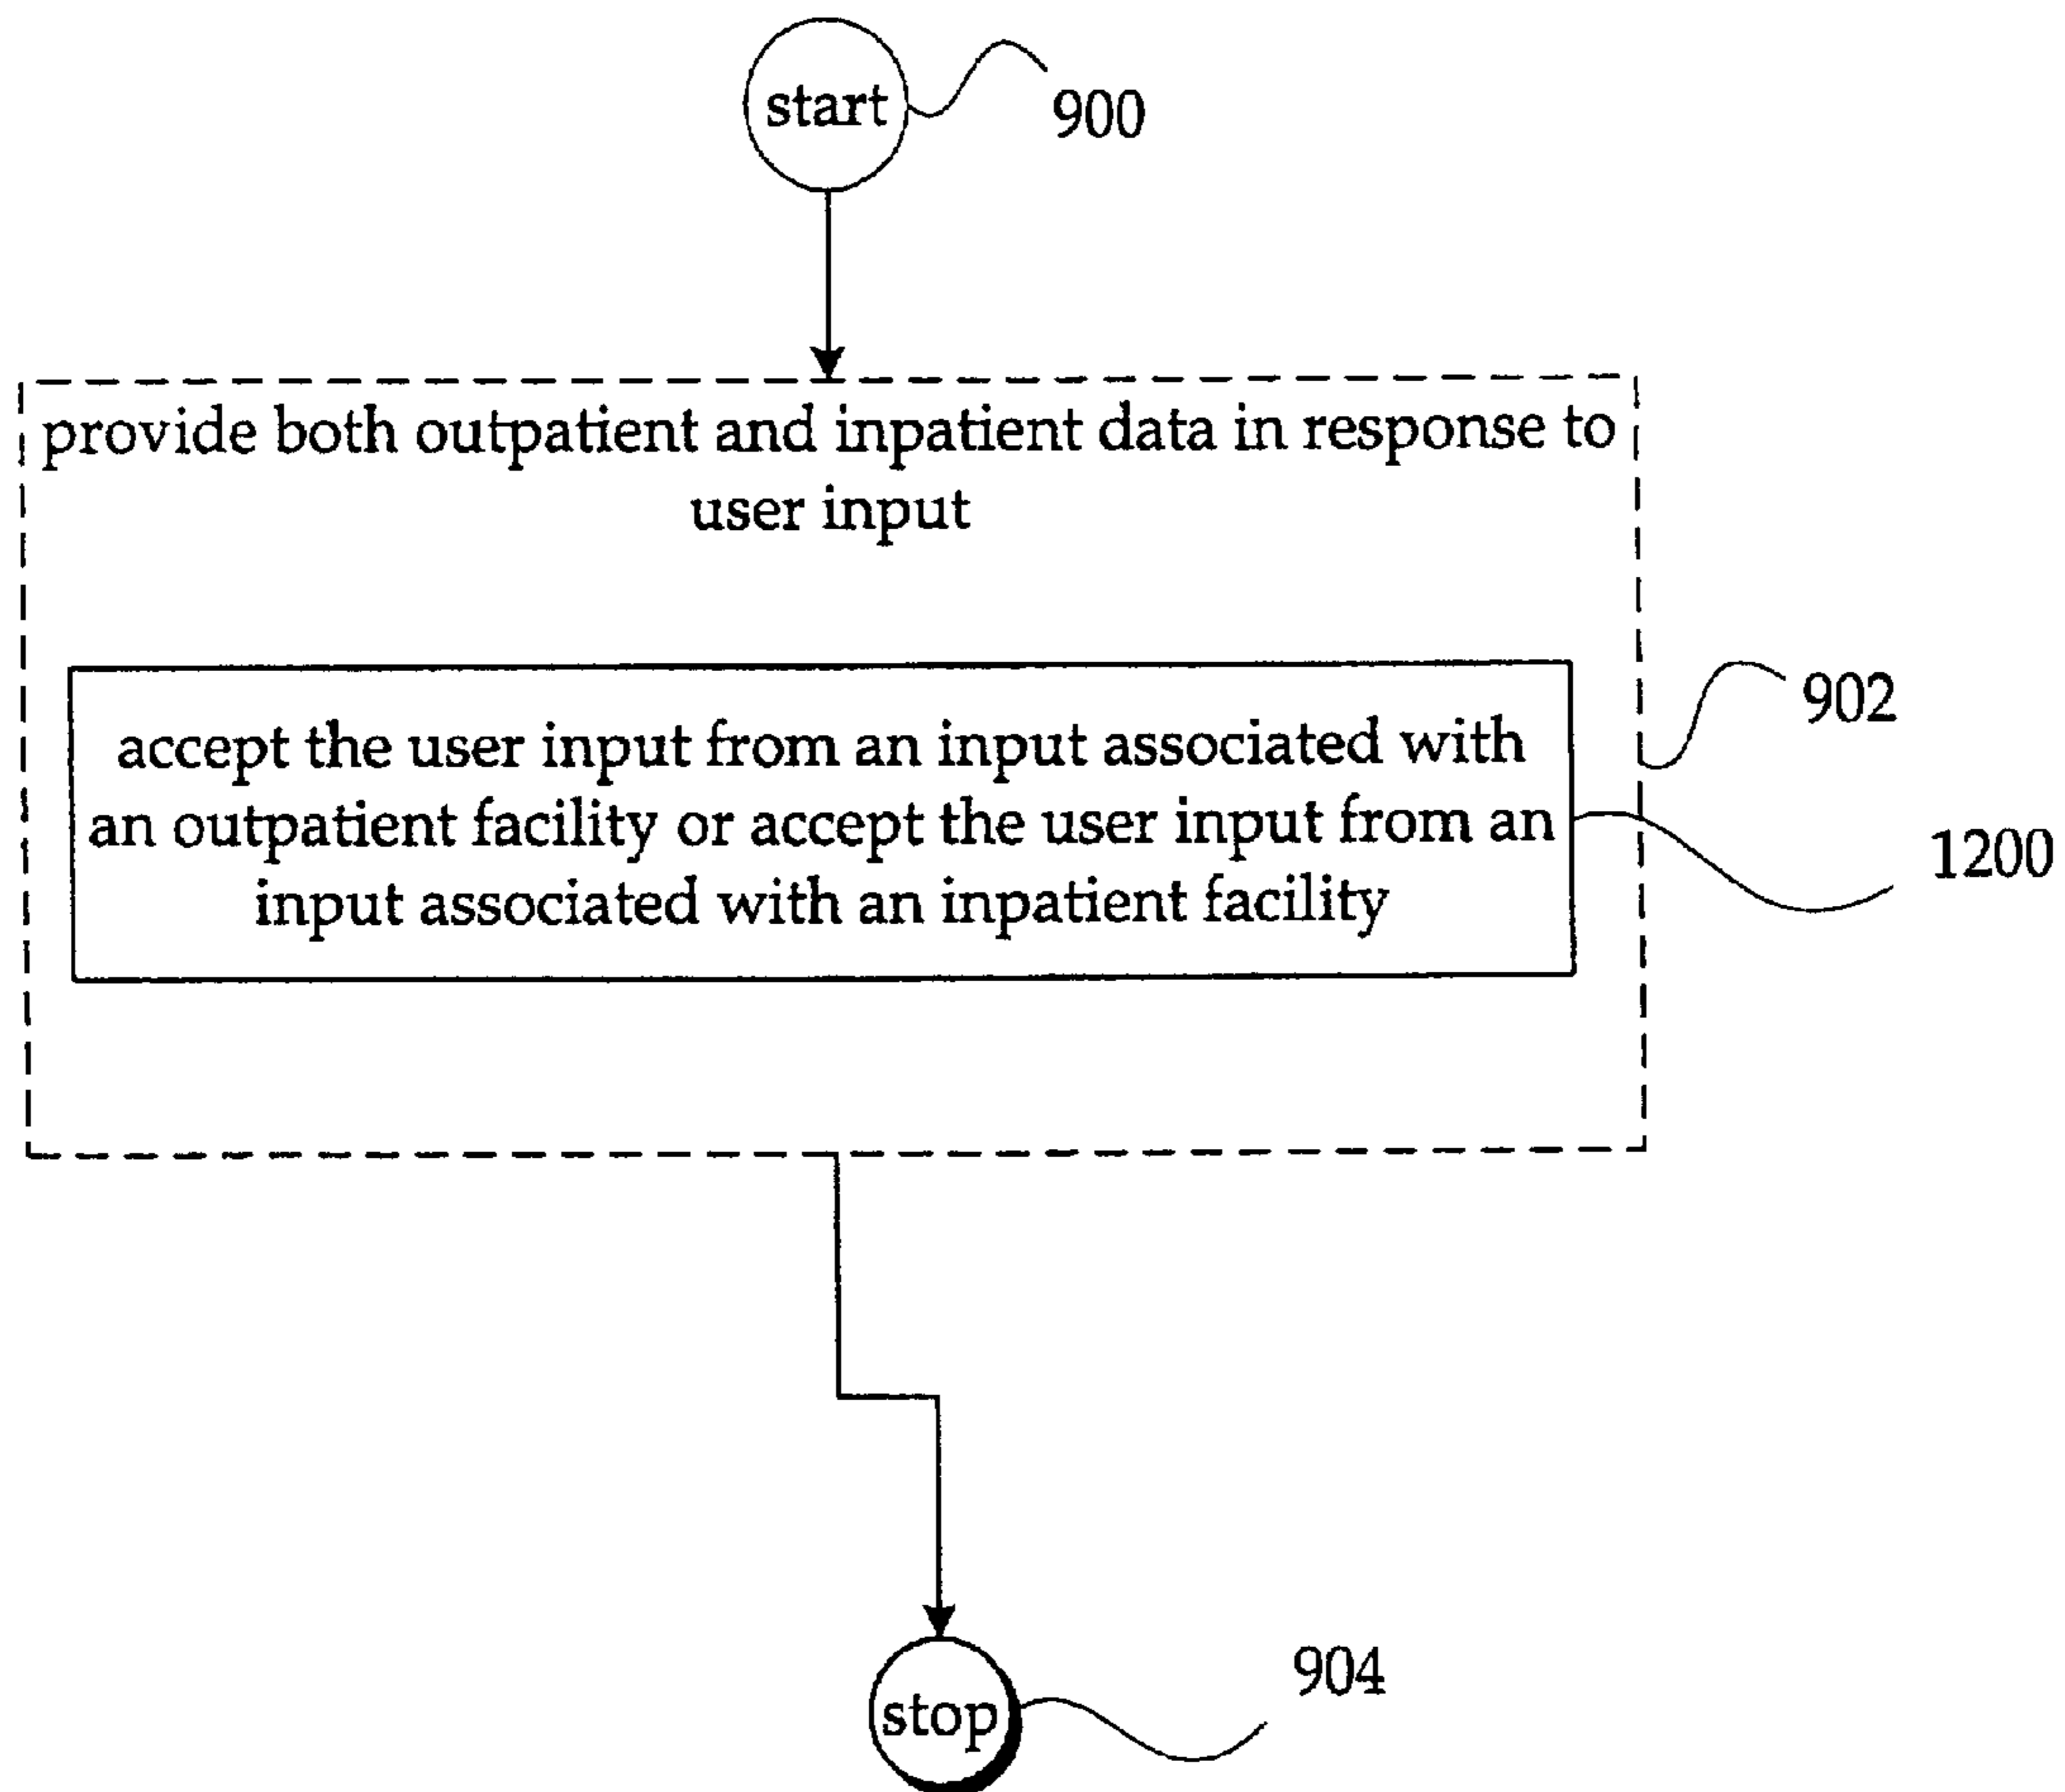 start
900
provide both outpatient and inpatient data in response to
user input
902
accept the user input from an input associated with
an outpatient facility or accept the user input from an
input associated with an inpatient facility
1200
904
stop